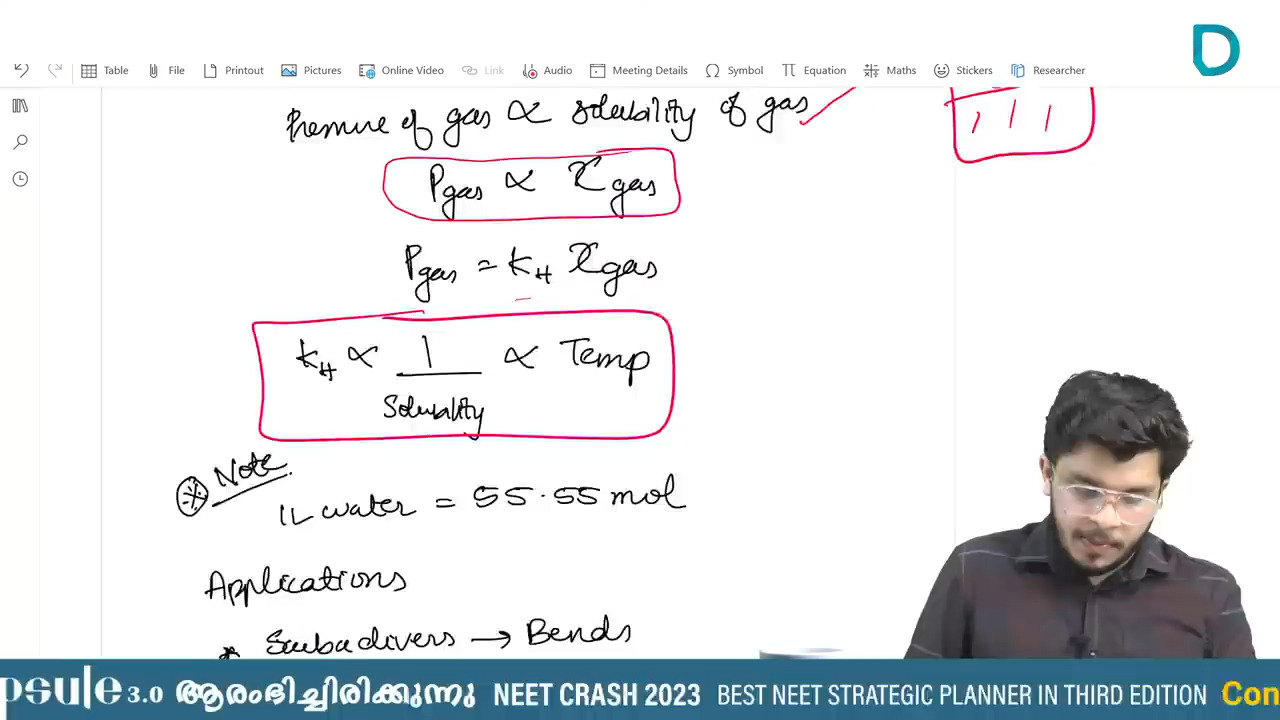 D
Table File Printout Pictures Online Video Link Audio Meeting Details Symbol Equation Maths Stickers Researcher
Pressure of gas ∝ solubility of gas ✓
Pgas ∝ xgas
Pgas = kH xgas
kH ∝ 1/Solubility ∝ Temp
※ Note.
1L water = 55.55 mol
Applications
* Scuba divers → Bends
psule 3.0 ആരംഭിച്ചിരിക്കുന്നു NEET CRASH 2023 BEST NEET STRATEGIC PLANNER IN THIRD EDITION Con